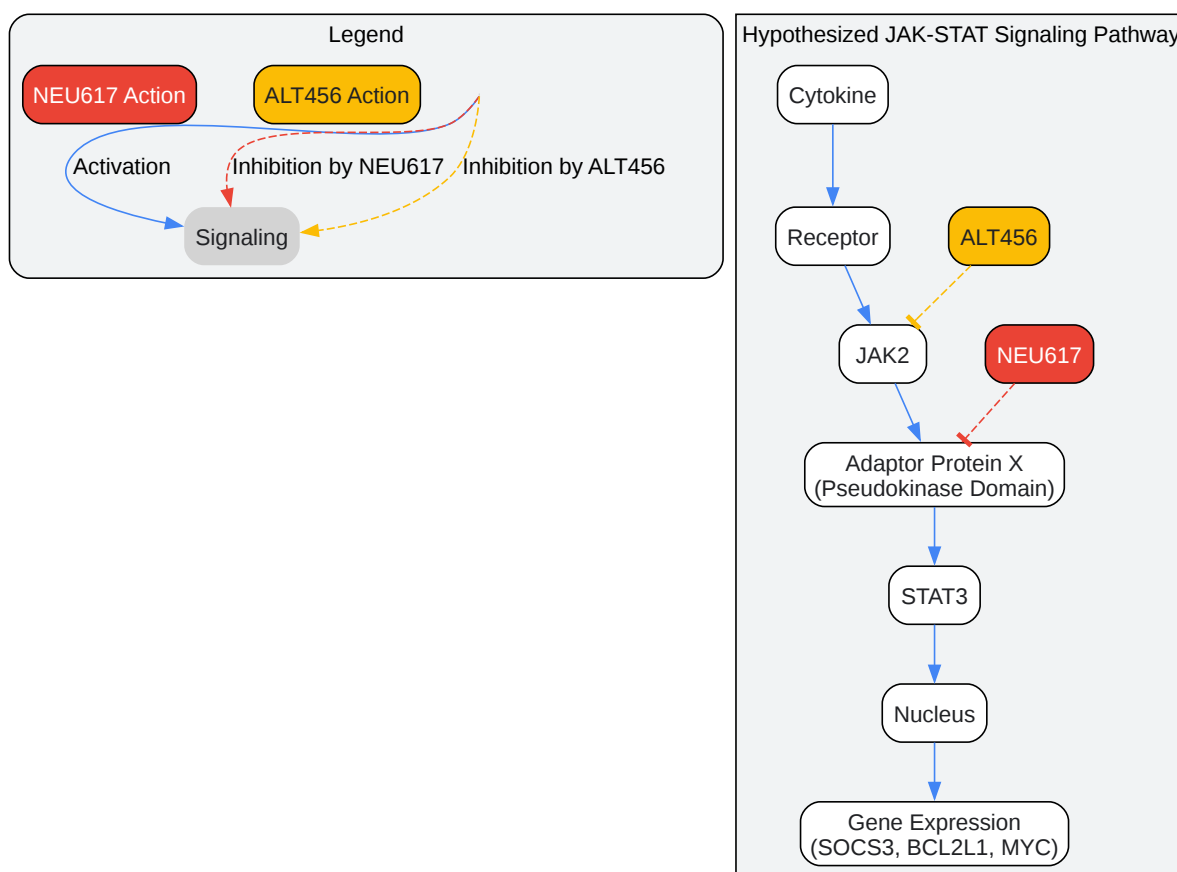 Legend
NEU617 Action
ALT456 Action
Activation
Inhibition by NEU617
Inhibition by ALT456
Signaling
Hypothesized JAK-STAT Signaling Pathway
Cytokine
Receptor
ALT456
JAK2
NEU617
Adaptor Protein X
(Pseudokinase Domain)
STAT3
Nucleus
Gene Expression
(SOCS3, BCL2L1, MYC)